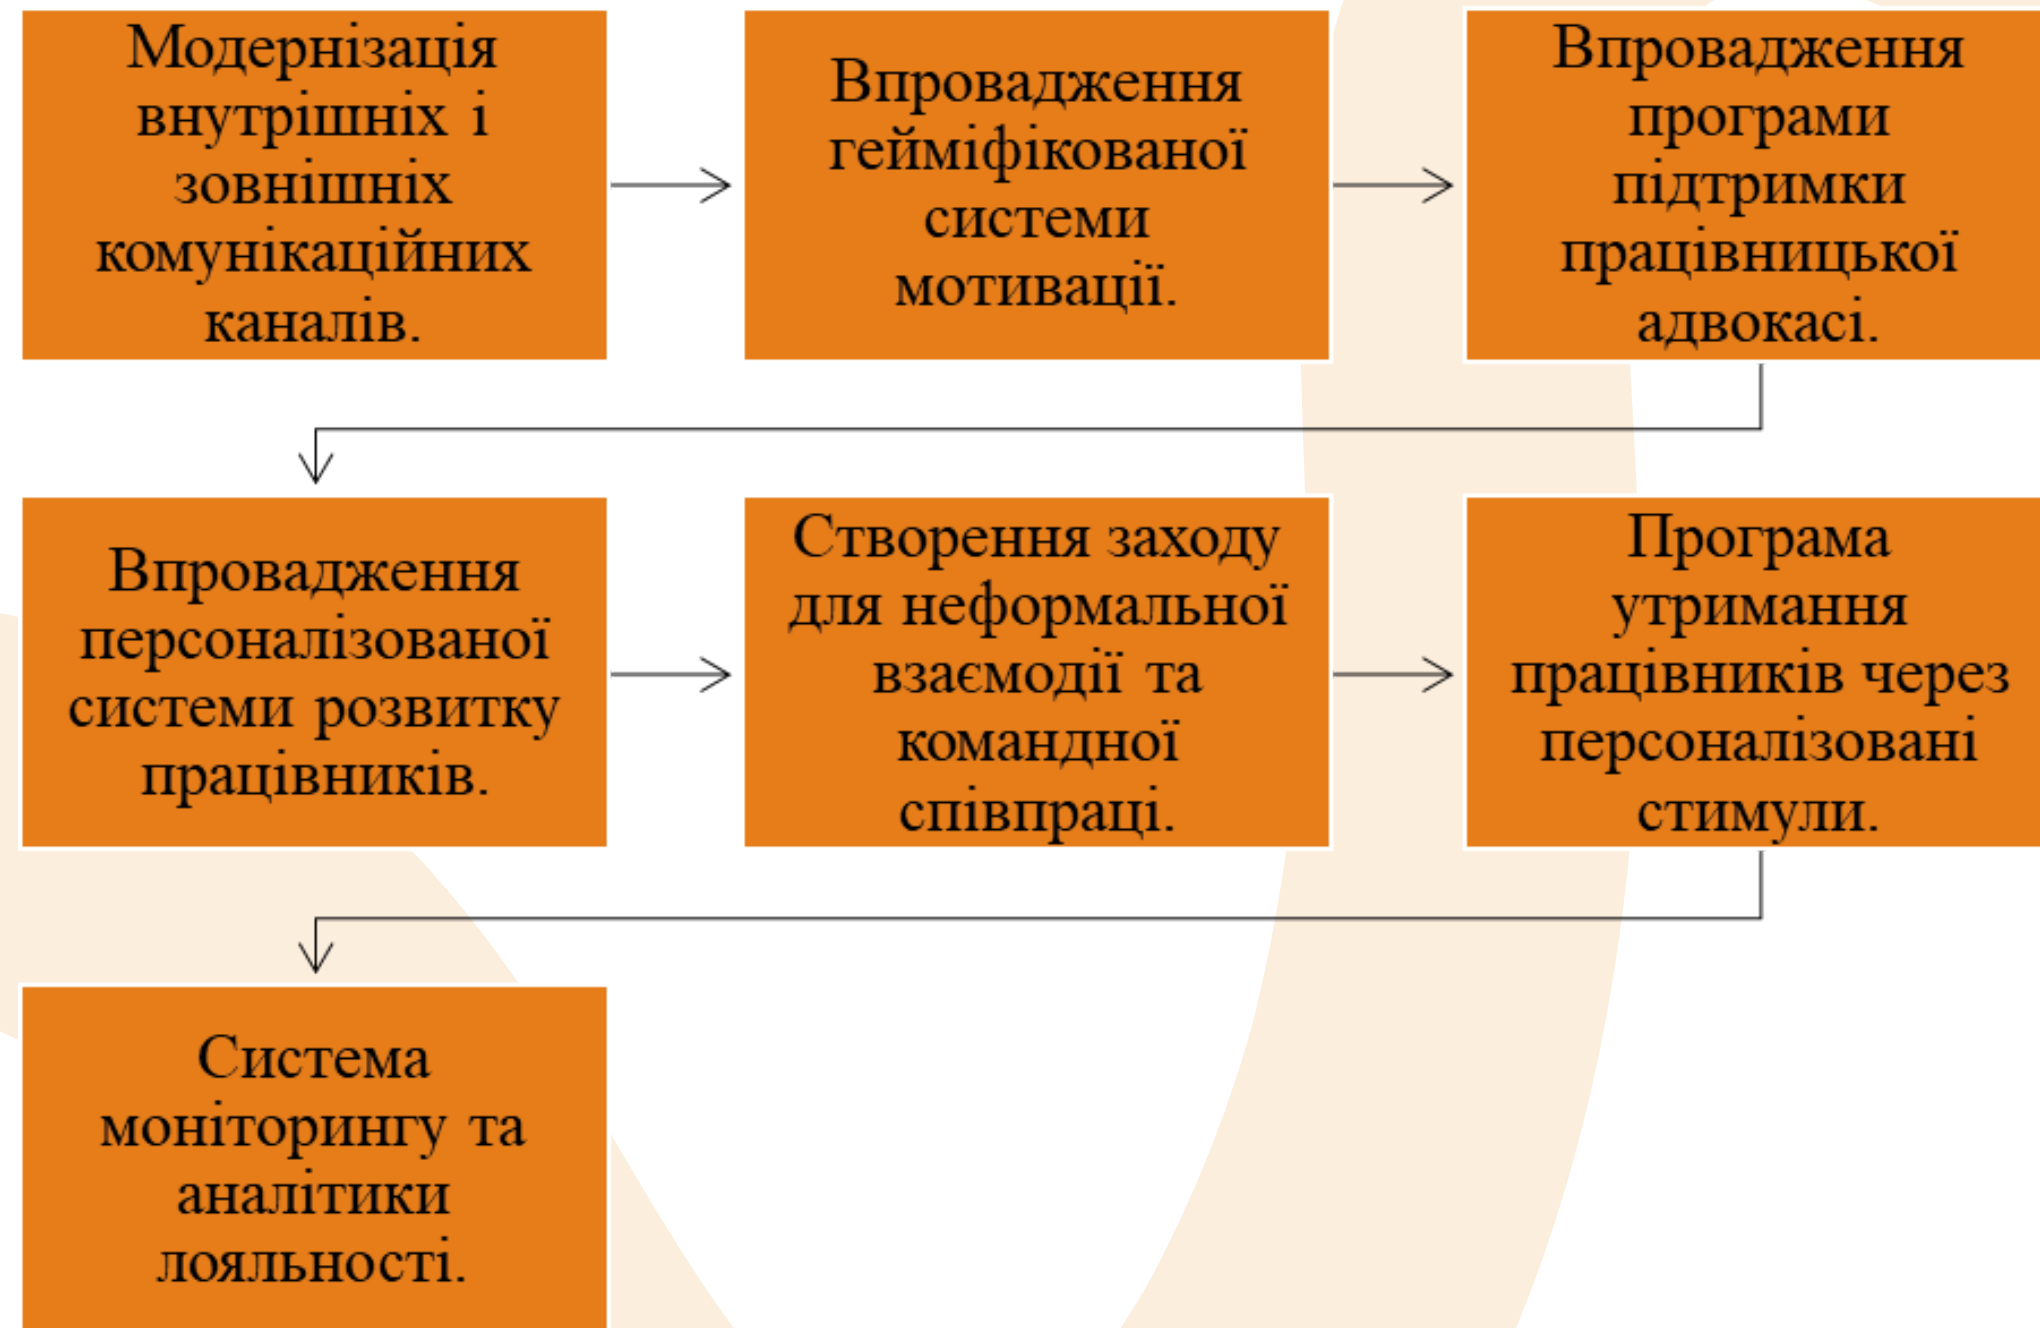 Модернізація
внутрішніх і
зовнішніх
комунікаційних
каналів.
Впровадження
гейміфікованої
системи
мотивації.
Впровадження
програми
підтримки
працівницької
адвокасі.
Впровадження
персоналізованої
системи розвитку
працівників.
Створення заходу
для неформальної
взаємодії та
командної
співпраці.
Програма
утримання
працівників через
персоналізовані
стимули.
Система
моніторингу та
аналітики
лояльності.